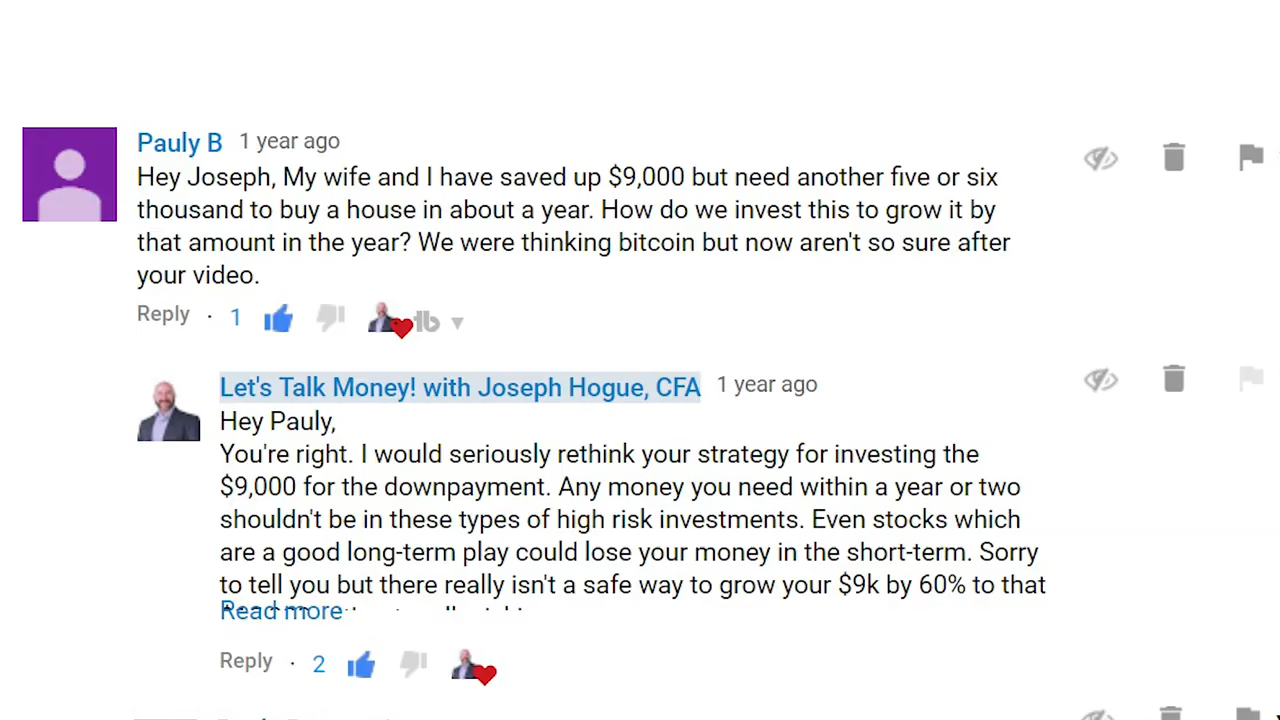 Pauly B 1 year ago
Hey Joseph, My wife and I have saved up $9,000 but need another five or six
thousand to buy a house in about a year. How do we invest this to grow it by
that amount in the year? We were thinking bitcoin but now aren't so sure after
your video.
Reply · 1
Let's Talk Money! with Joseph Hogue, CFA 1 year ago
Hey Pauly,
You're right. I would seriously rethink your strategy for investing the
$9,000 for the downpayment. Any money you need within a year or two
shouldn't be in these types of high risk investments. Even stocks which
are a good long-term play could lose your money in the short-term. Sorry
to tell you but there really isn't a safe way to grow your $9k by 60% to that
Read more
Reply · 2